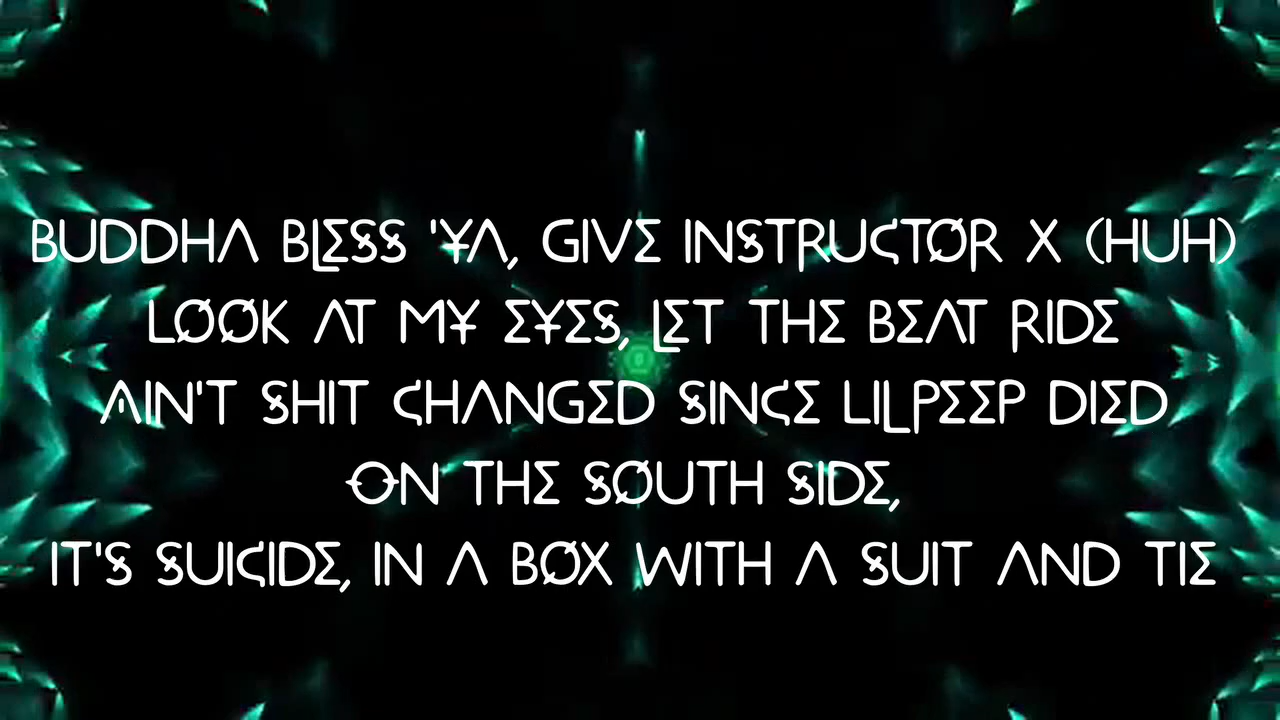 BUDDHA BLESS 'YA, GIVE INSTRUCTOR X (HUH)
LOOK AT MY EYES, LET THE BEAT RIDE
AIN'T SHIT CHANGED SINCE LILPEEP DIED
ON THE SOUTH SIDE,
IT'S SUICIDE, IN A BOX WITH A SUIT AND TIE